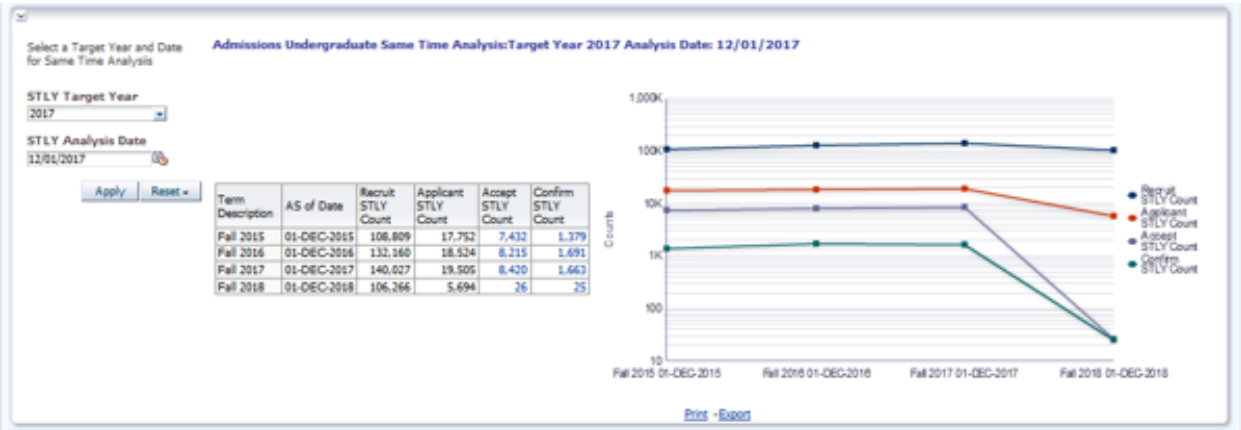 Select a Target Year and Date
for Same Time Analysis
Admissions Undergraduate Same Time Analysis:Target Year 2017 Analysis Date: 12/01/2017
STLY Target Year
2017
STLY Analysis Date
12/01/2017
Apply Reset
Term Description AS of Date Recruit STLY Count Applicant STLY Count Accept STLY Count Confirm STLY Count
Fall 2015 01-DEC-2015 108,809 17,752 7,432 1,379
Fall 2016 01-DEC-2016 132,160 18,524 8,215 1,691
Fall 2017 01-DEC-2017 140,027 19,505 8,420 1,663
Fall 2018 01-DEC-2018 106,266 5,694 26 25
Counts
1,000K
100K
10K
1K
100
10
Fall 2015 01-DEC-2015 Fall 2016 01-DEC-2016 Fall 2017 01-DEC-2017 Fall 2018 01-DEC-2018
Recruit
STLY Count
Applicant
STLY Count
Accept
STLY Count
Confirm
STLY Count
Print - Export